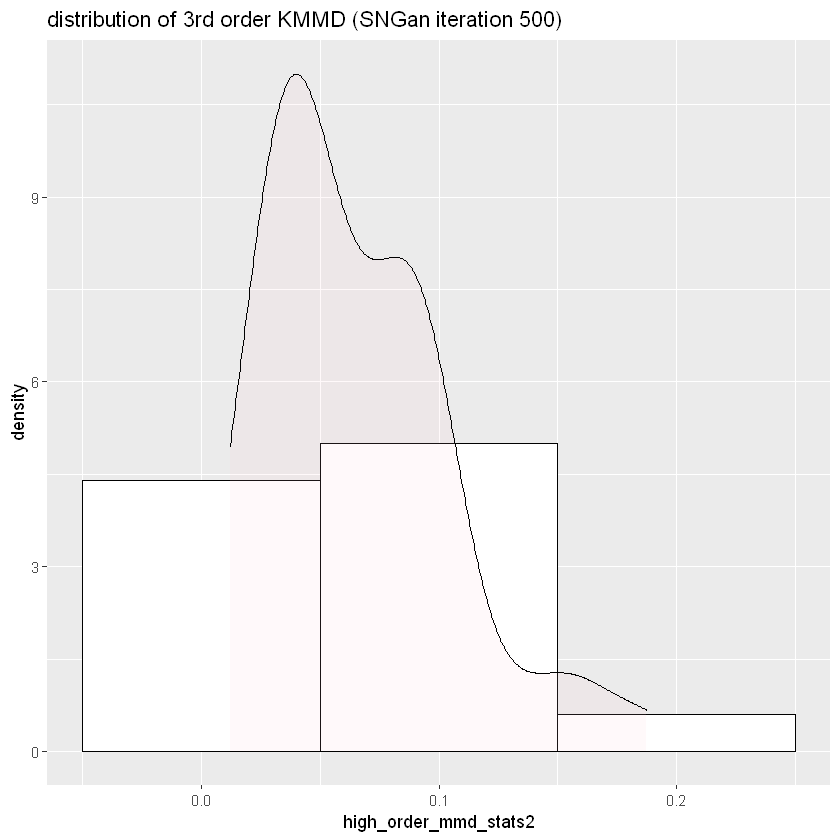 distribution of 3rd order KMMD (SNGan iteration 500)
9
6
3
0
density
0.0
0.1
0.2
high_order_mmd_stats2